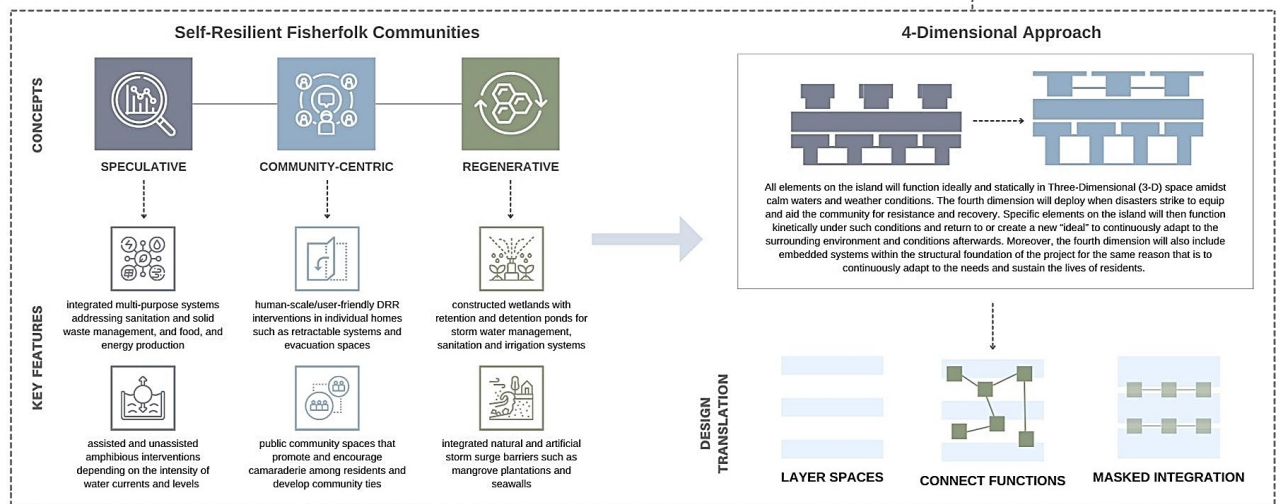 Self-Resilient Fisherfolk Communities
CONCEPTS
SPECULATIVE
COMMUNITY-CENTRIC
REGENERATIVE
KEY FEATURES
integrated multi-purpose systems
addressing sanitation and solid
waste management, and food, and
energy production
human-scale/user-friendly DRR
interventions in individual homes
such as retractable systems and
evacuation spaces
constructed wetlands with
retention and detention ponds for
storm water management,
sanitation and irrigation systems
assisted and unassisted
amphibious interventions
depending on the intensity of
water currents and levels
public community spaces that
promote and encourage
camaraderie among residents and
develop community ties
integrated natural and artificial
storm surge barriers such as
mangrove plantations and
seawalls
4-Dimensional Approach
All elements on the island will function ideally and statically in Three-Dimensional (3-D) space amidst
calm waters and weather conditions. The fourth dimension will deploy when disasters strike to equip
and aid the community for resistance and recovery. Specific elements on the island will then function
kinetically under such conditions and return to or create a new "ideal" to continuously adapt to the
surrounding environment and conditions afterwards. Moreover, the fourth dimension will also include
embedded systems within the structural foundation of the project for the same reason that is to
continuously adapt to the needs and sustain the lives of residents.
DESIGN
TRANSLATION
LAYER SPACES
CONNECT FUNCTIONS
MASKED INTEGRATION